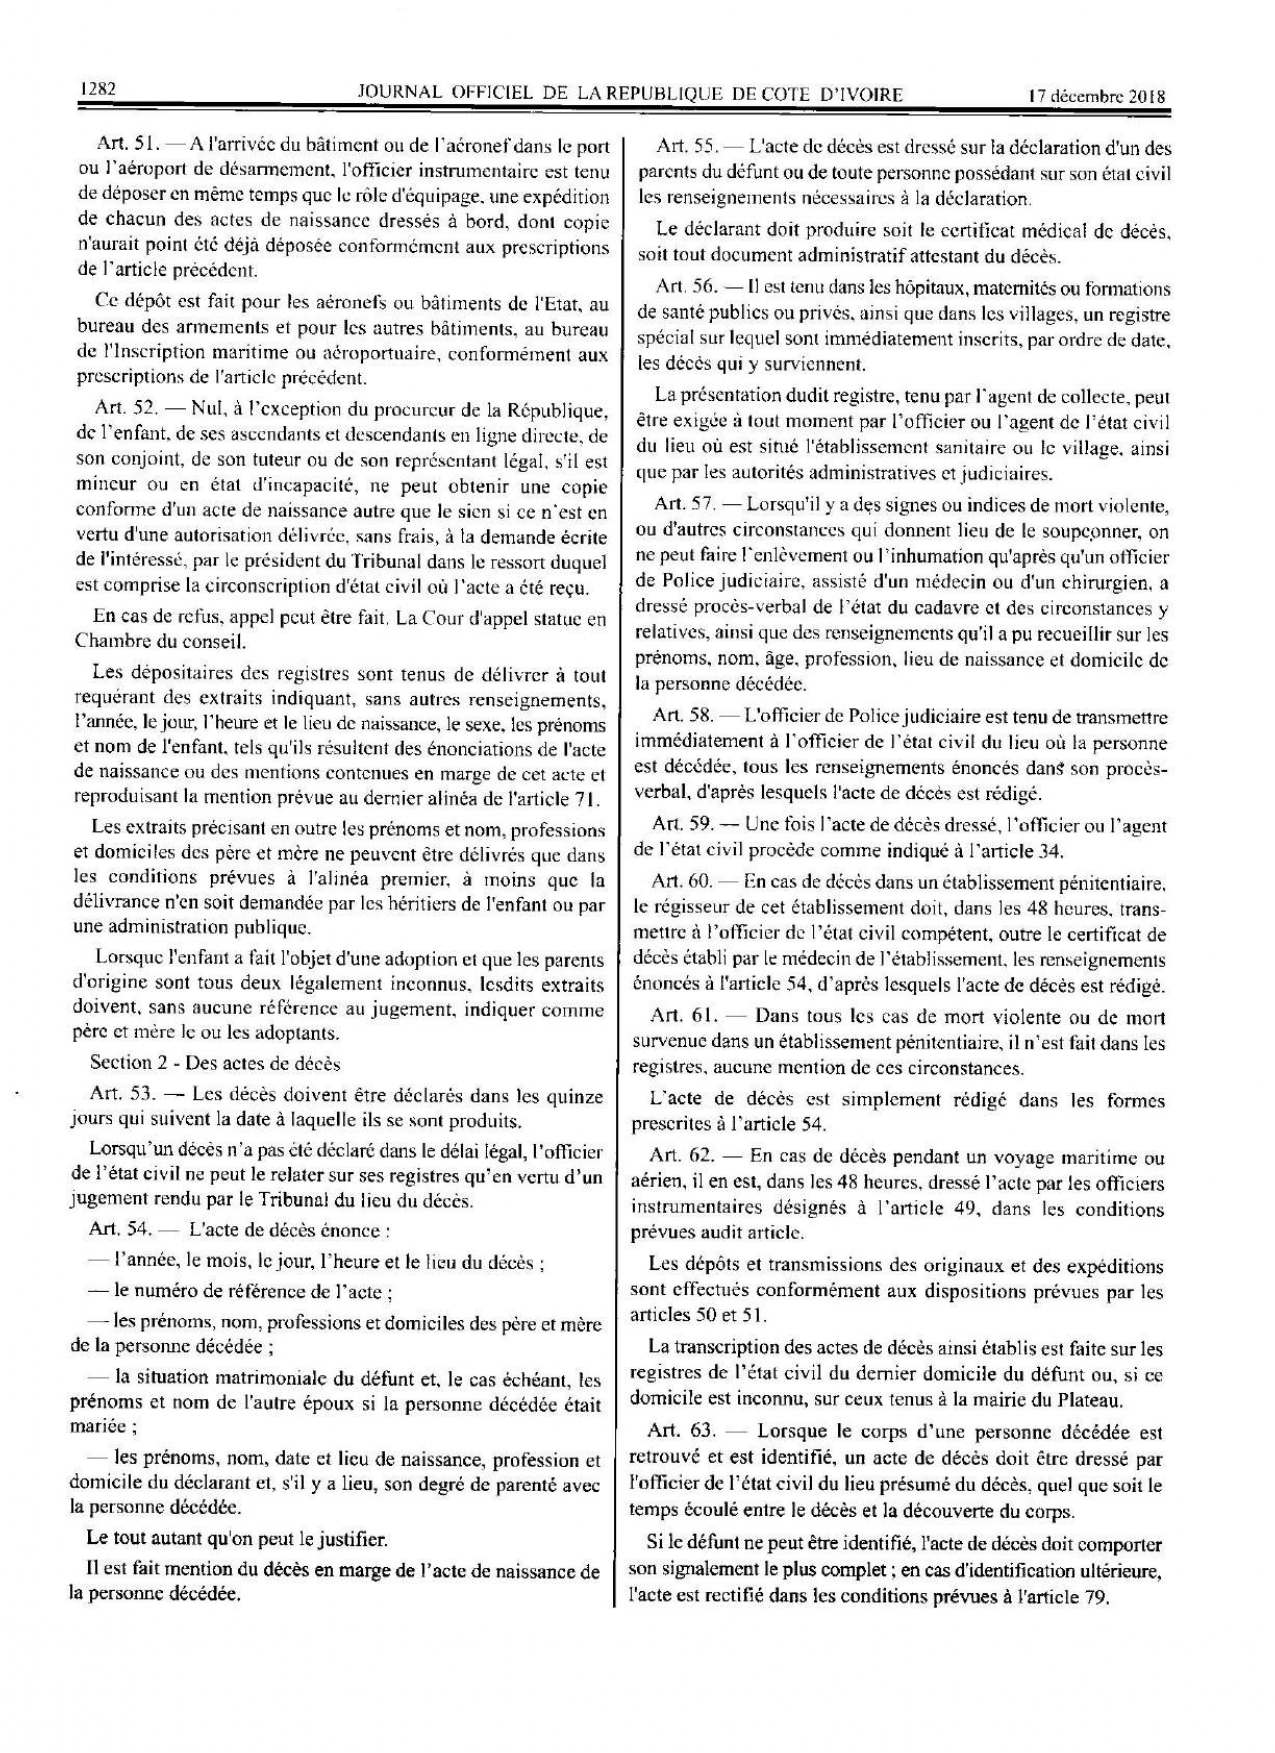 1282
JOURNAL OFFICIEL DE LA REPUBLIQUE DE COTE D'IVOIRE
17 décembre 2018
Art. 51. — A l'arrivée du bâtiment ou de l'aéronef dans le port
ou l'aéroport de désarmement, l'officier instrumentaire est tenu
de déposer en même temps que le rôle d'équipage, une expédition
de chacun des actes de naissance dressés à bord, dont copie
n'aurait point été déjà déposée conformément aux prescriptions
de l'article précédent.
Ce dépôt est fait pour les aéronefs ou bâtiments de l'Etat, au
bureau des armements et pour les autres bâtiments, au bureau
de l'Inscription maritime ou aéroportuaire, conformément aux
prescriptions de l'article précédent.
Art. 52. — Nul, à l'exception du procureur de la République,
de l'enfant, de ses ascendants et descendants en ligne directe, de
son conjoint, de son tuteur ou de son représentant légal, s'il est
mineur ou en état d'incapacité, ne peut obtenir une copie
conforme d'un acte de naissance autre que le sien si ce n'est en
vertu d'une autorisation délivrée, sans frais, à la demande écrite
de l'intéressé, par le président du Tribunal dans le ressort duquel
est comprise la circonscription d'état civil où l'acte a été reçu.
En cas de refus, appel peut être fait. La Cour d'appel statue en
Chambre du conseil.
Les dépositaires des registres sont tenus de délivrer à tout
requérant des extraits indiquant, sans autres renseignements,
l'année, le jour, l'heure et le lieu de naissance, le sexe, les prénoms
et nom de l'enfant, tels qu'ils résultent des énonciations de l'acte
de naissance ou des mentions contenues en marge de cet acte et
reproduisant la mention prévue au dernier alinéa de l'article 71.
Les extraits précisant en outre les prénoms et nom, professions
et domiciles des père et mère ne peuvent être délivrés que dans
les conditions prévues à l'alinéa premier, à moins que la
délivrance n'en soit demandée par les héritiers de l'enfant ou par
une administration publique.
Lorsque l'enfant a fait l'objet d'une adoption et que les parents
d'origine sont tous deux légalement inconnus, lesdits extraits
doivent, sans aucune référence au jugement, indiquer comme
père et mère le ou les adoptants.
Section 2 - Des actes de décès
Art. 53. — Les décès doivent être déclarés dans les quinze
jours qui suivent la date à laquelle ils se sont produits.
Lorsqu'un décès n'a pas été déclaré dans le délai légal, l'officier
de l'état civil ne peut le relater sur ses registres qu'en vertu d'un
jugement rendu par le Tribunal du lieu du décès.
Art. 54. — L'acte de décès énonce :
— l'année, le mois, le jour, l'heure et le lieu du décès ;
— le numéro de référence de l'acte ;
— les prénoms, nom, professions et domiciles des père et mère
de la personne décédée ;
— la situation matrimoniale du défunt et, le cas échéant, les
prénoms et nom de l'autre époux si la personne décédée était
mariée ;
— les prénoms, nom, date et lieu de naissance, profession et
domicile du déclarant et, s'il y a lieu, son degré de parenté avec
la personne décédée.
Le tout autant qu'on peut le justifier.
Il est fait mention du décès en marge de l'acte de naissance de
la personne décédée.
Art. 55. — L'acte de décès est dressé sur la déclaration d'un des
parents du défunt ou de toute personne possédant sur son état civil
les renseignements nécessaires à la déclaration.
Le déclarant doit produire soit le certificat médical de décès,
soit tout document administratif attestant du décès.
Art. 56. — Il est tenu dans les hôpitaux, maternités ou formations
de santé publics ou privés, ainsi que dans les villages, un registre
spécial sur lequel sont immédiatement inscrits, par ordre de date,
les décès qui y surviennent.
La présentation dudit registre, tenu par l'agent de collecte, peut
être exigée à tout moment par l'officier ou l'agent de l'état civil
du lieu où est situé l'établissement sanitaire ou le village, ainsi
que par les autorités administratives et judiciaires.
Art. 57. — Lorsqu'il y a des signes ou indices de mort violente,
ou d'autres circonstances qui donnent lieu de le soupçonner, on
ne peut faire l'enlèvement ou l'inhumation qu'après qu'un officier
de Police judiciaire, assisté d'un médecin ou d'un chirurgien, a
dressé procès-verbal de l'état du cadavre et des circonstances y
relatives, ainsi que des renseignements qu'il a pu recueillir sur les
prénoms, nom, âge, profession, lieu de naissance et domicile de
la personne décédée.
Art. 58. — L'officier de Police judiciaire est tenu de transmettre
immédiatement à l'officier de l'état civil du lieu où la personne
est décédée, tous les renseignements énoncés dans son procès-
verbal, d'après lesquels l'acte de décès est rédigé.
Art. 59. — Une fois l'acte de décès dressé, l'officier ou l'agent
de l'état civil procède comme indiqué à l'article 34.
Art. 60. — En cas de décès dans un établissement pénitentiaire,
le régisseur de cet établissement doit, dans les 48 heures, trans-
mettre à l'officier de l'état civil compétent, outre le certificat de
décès établi par le médecin de l'établissement, les renseignements
énoncés à l'article 54, d'après lesquels l'acte de décès est rédigé.
Art. 61. — Dans tous les cas de mort violente ou de mort
survenue dans un établissement pénitentiaire, il n'est fait dans les
registres, aucune mention de ces circonstances.
L'acte de décès est simplement rédigé dans les formes
prescrites à l'article 54.
Art. 62. — En cas de décès pendant un voyage maritime ou
aérien, il en est, dans les 48 heures, dressé l'acte par les officiers
instrumentaires désignés à l'article 49, dans les conditions
prévues audit article.
Les dépôts et transmissions des originaux et des expéditions
sont effectués conformément aux dispositions prévues par les
articles 50 et 51.
La transcription des actes de décès ainsi établis est faite sur les
registres de l'état civil du dernier domicile du défunt ou, si ce
domicile est inconnu, sur ceux tenus à la mairie du Plateau.
Art. 63. — Lorsque le corps d'une personne décédée est
retrouvé et est identifié, un acte de décès doit être dressé par
l'officier de l'état civil du lieu présumé du décès, quel que soit le
temps écoulé entre le décès et la découverte du corps.
Si le défunt ne peut être identifié, l'acte de décès doit comporter
son signalement le plus complet ; en cas d'identification ultérieure,
l'acte est rectifié dans les conditions prévues à l'article 79.